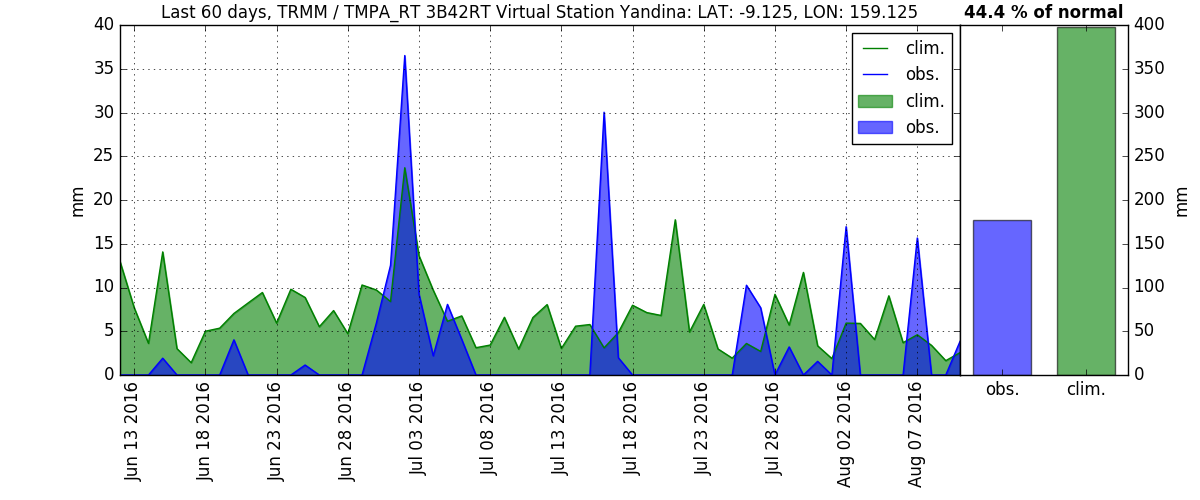 Last 60 days, TRMM / TMPA_RT 3B42RT Virtual Station Yandina: LAT: -9.125, LON: 159.125
44.4 % of normal
40
35
30
25
20
15
10
5
0
mm
clim.
obs.
clim.
obs.
400
350
300
250
200
150
100
50
0
mm
Jun 13 2016
Jun 18 2016
Jun 23 2016
Jun 28 2016
Jul 03 2016
Jul 08 2016
Jul 13 2016
Jul 18 2016
Jul 23 2016
Jul 28 2016
Aug 02 2016
Aug 07 2016
obs.
clim.